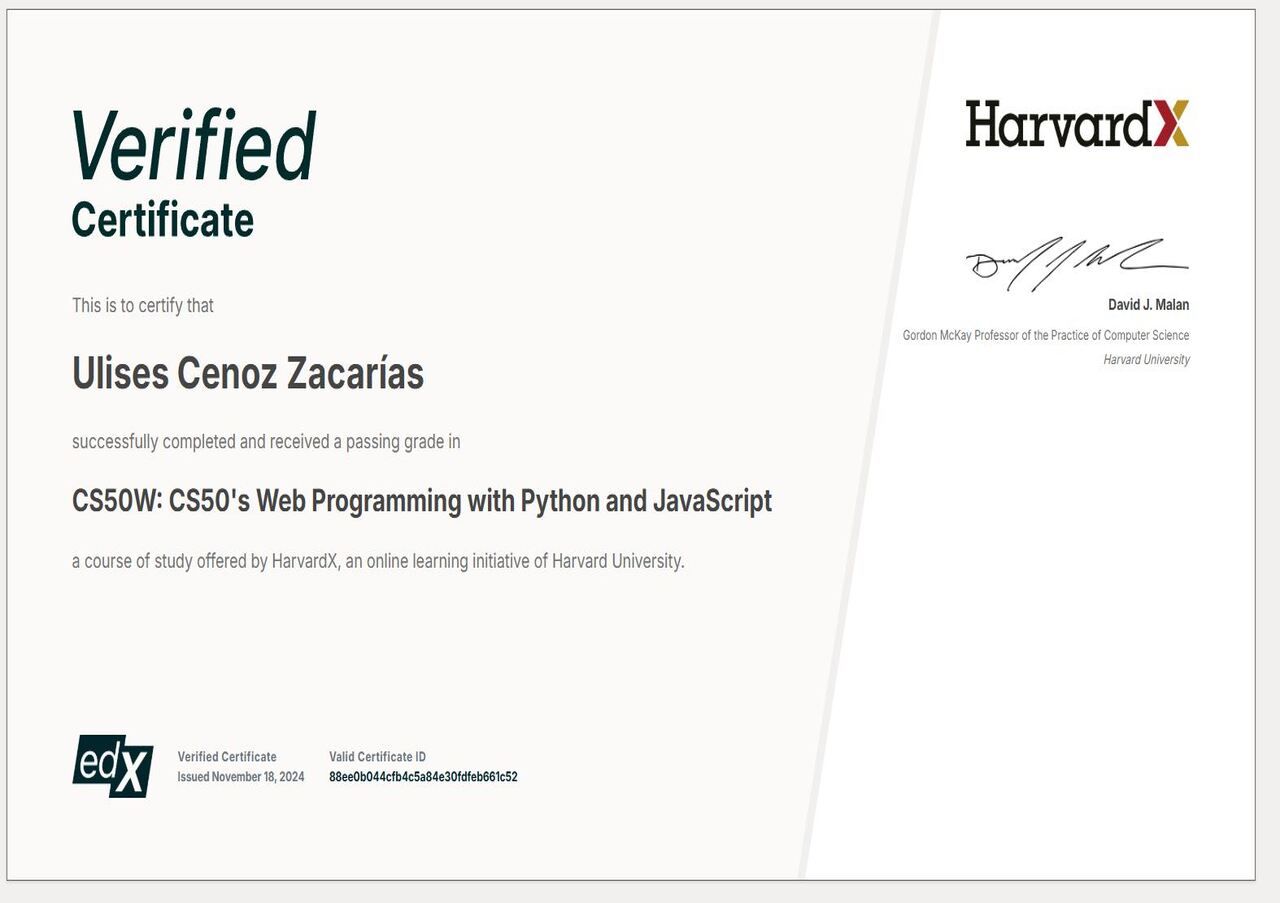 Verified
Certificate
This is to certify that
Ulises Cenoz Zacarías
successfully completed and received a passing grade in
CS50W: CS50's Web Programming with Python and JavaScript
a course of study offered by HarvardX, an online learning initiative of Harvard University.
edX
Verified Certificate
Issued November 18, 2024
Valid Certificate ID
88ee0b044cfb4c5a84e30fdfeb661c52
HarvardX
David J. Malan
Gordon McKay Professor of the Practice of Computer Science
Harvard University